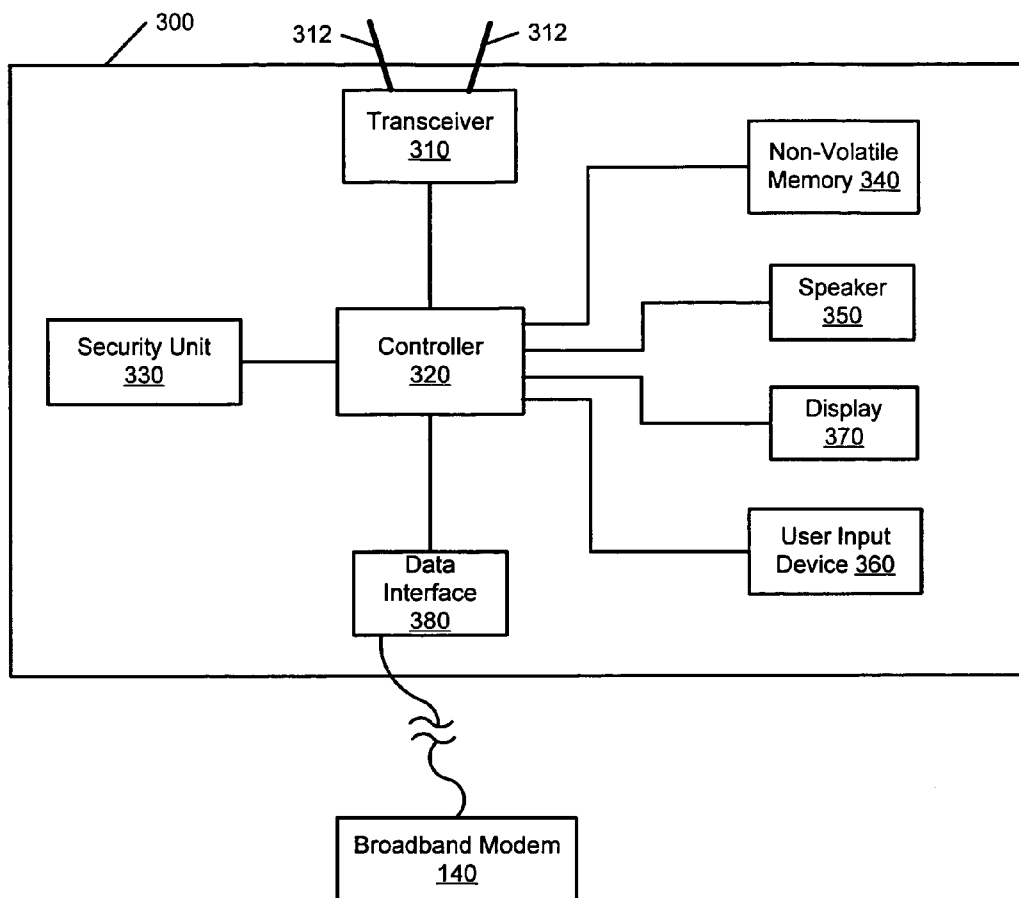 300
312
312
Transceiver
310
Non-Volatile
Memory 340
Speaker
350
Security Unit
330
Controller
320
Display
370
User Input
Device 360
Data
Interface
380
Broadband Modem
140